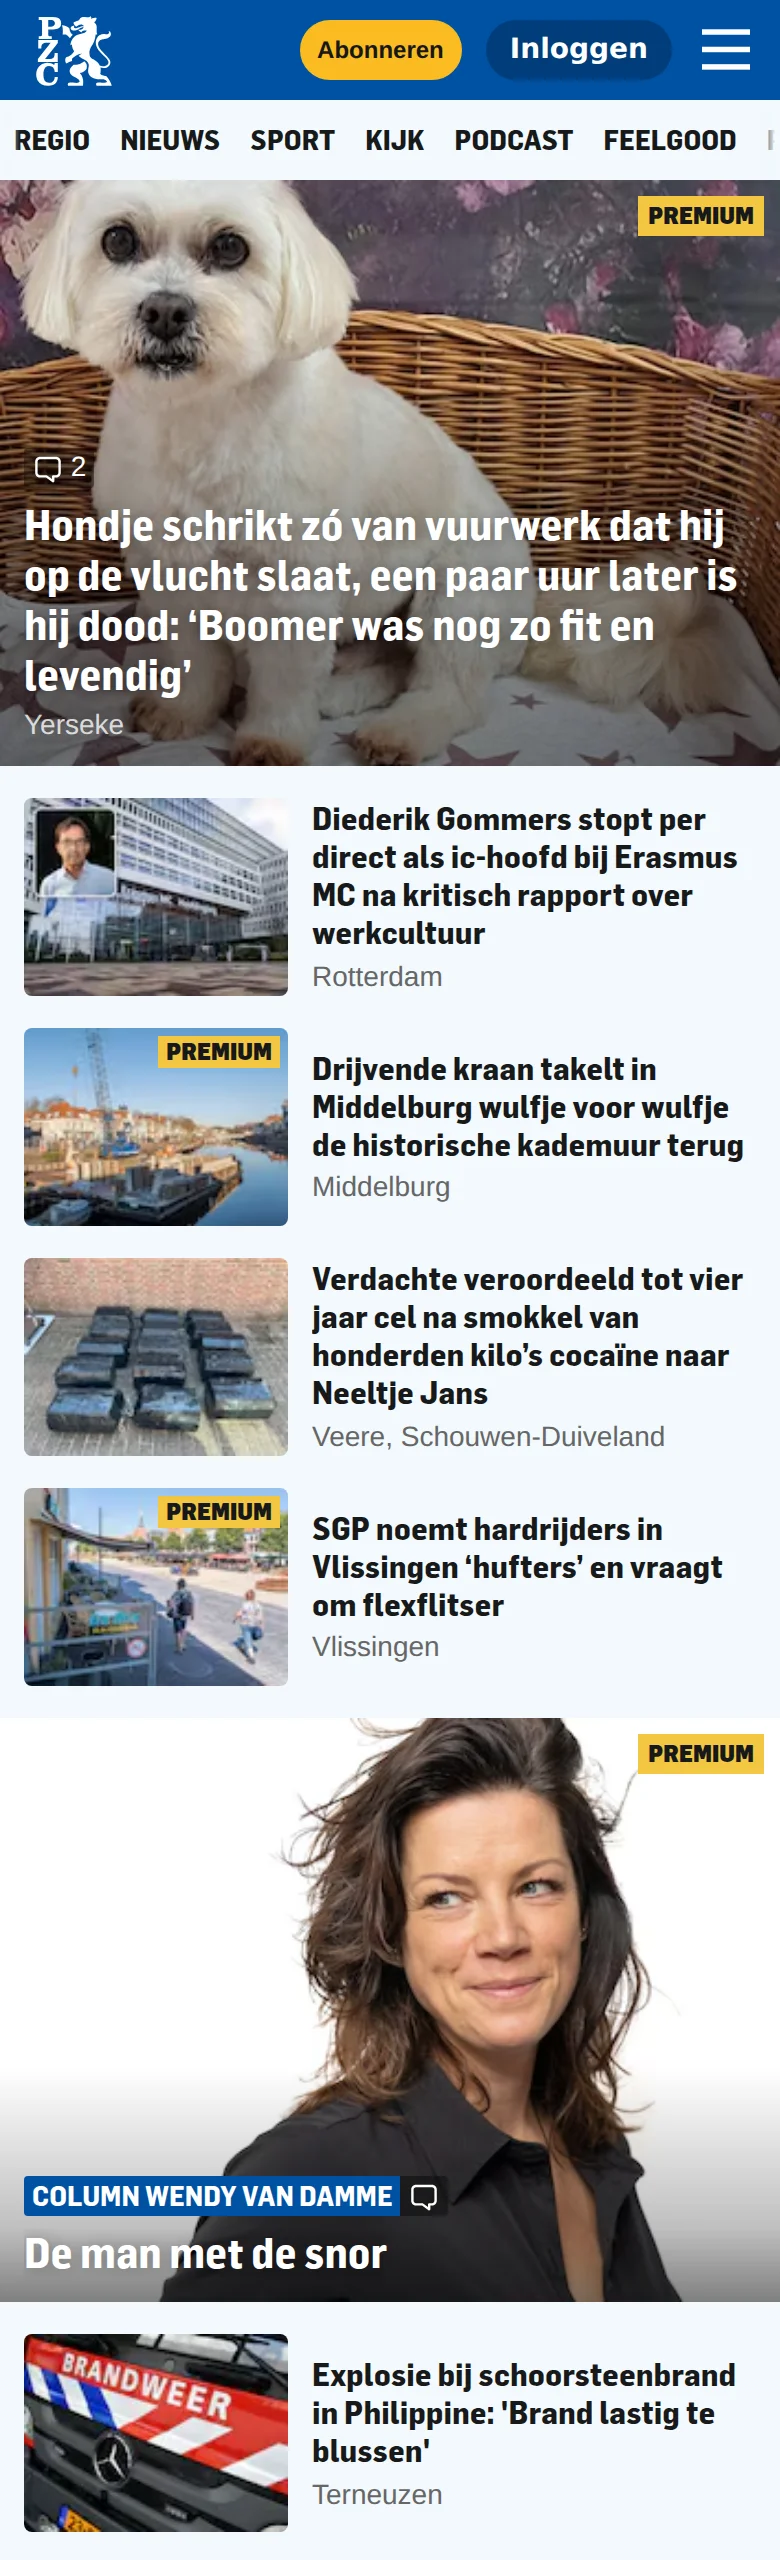 PZC
Abonneren
Inloggen
REGIO NIEUWS SPORT KIJK PODCAST FEELGOOD
PREMIUM
2
Hondje schrikt zó van vuurwerk dat hij
op de vlucht slaat, een paar uur later is
hij dood: ‘Boomer was nog zo fit en
levendig’
Yerseke
Diederik Gommers stopt per
direct als ic-hoofd bij Erasmus
MC na kritisch rapport over
werkcultuur
Rotterdam
PREMIUM
Drijvende kraan takelt in
Middelburg wulfje voor wulfje
de historische kademuur terug
Middelburg
Verdachte veroordeeld tot vier
jaar cel na smokkel van
honderden kilo’s cocaïne naar
Neeltje Jans
Veere, Schouwen-Duiveland
PREMIUM
SGP noemt hardrijders in
Vlissingen ‘hufters’ en vraagt
om flexflitser
Vlissingen
PREMIUM
COLUMN WENDY VAN DAMME
De man met de snor
BRANDWEER
Explosie bij schoorsteenbrand
in Philippine: 'Brand lastig te
blussen'
Terneuzen